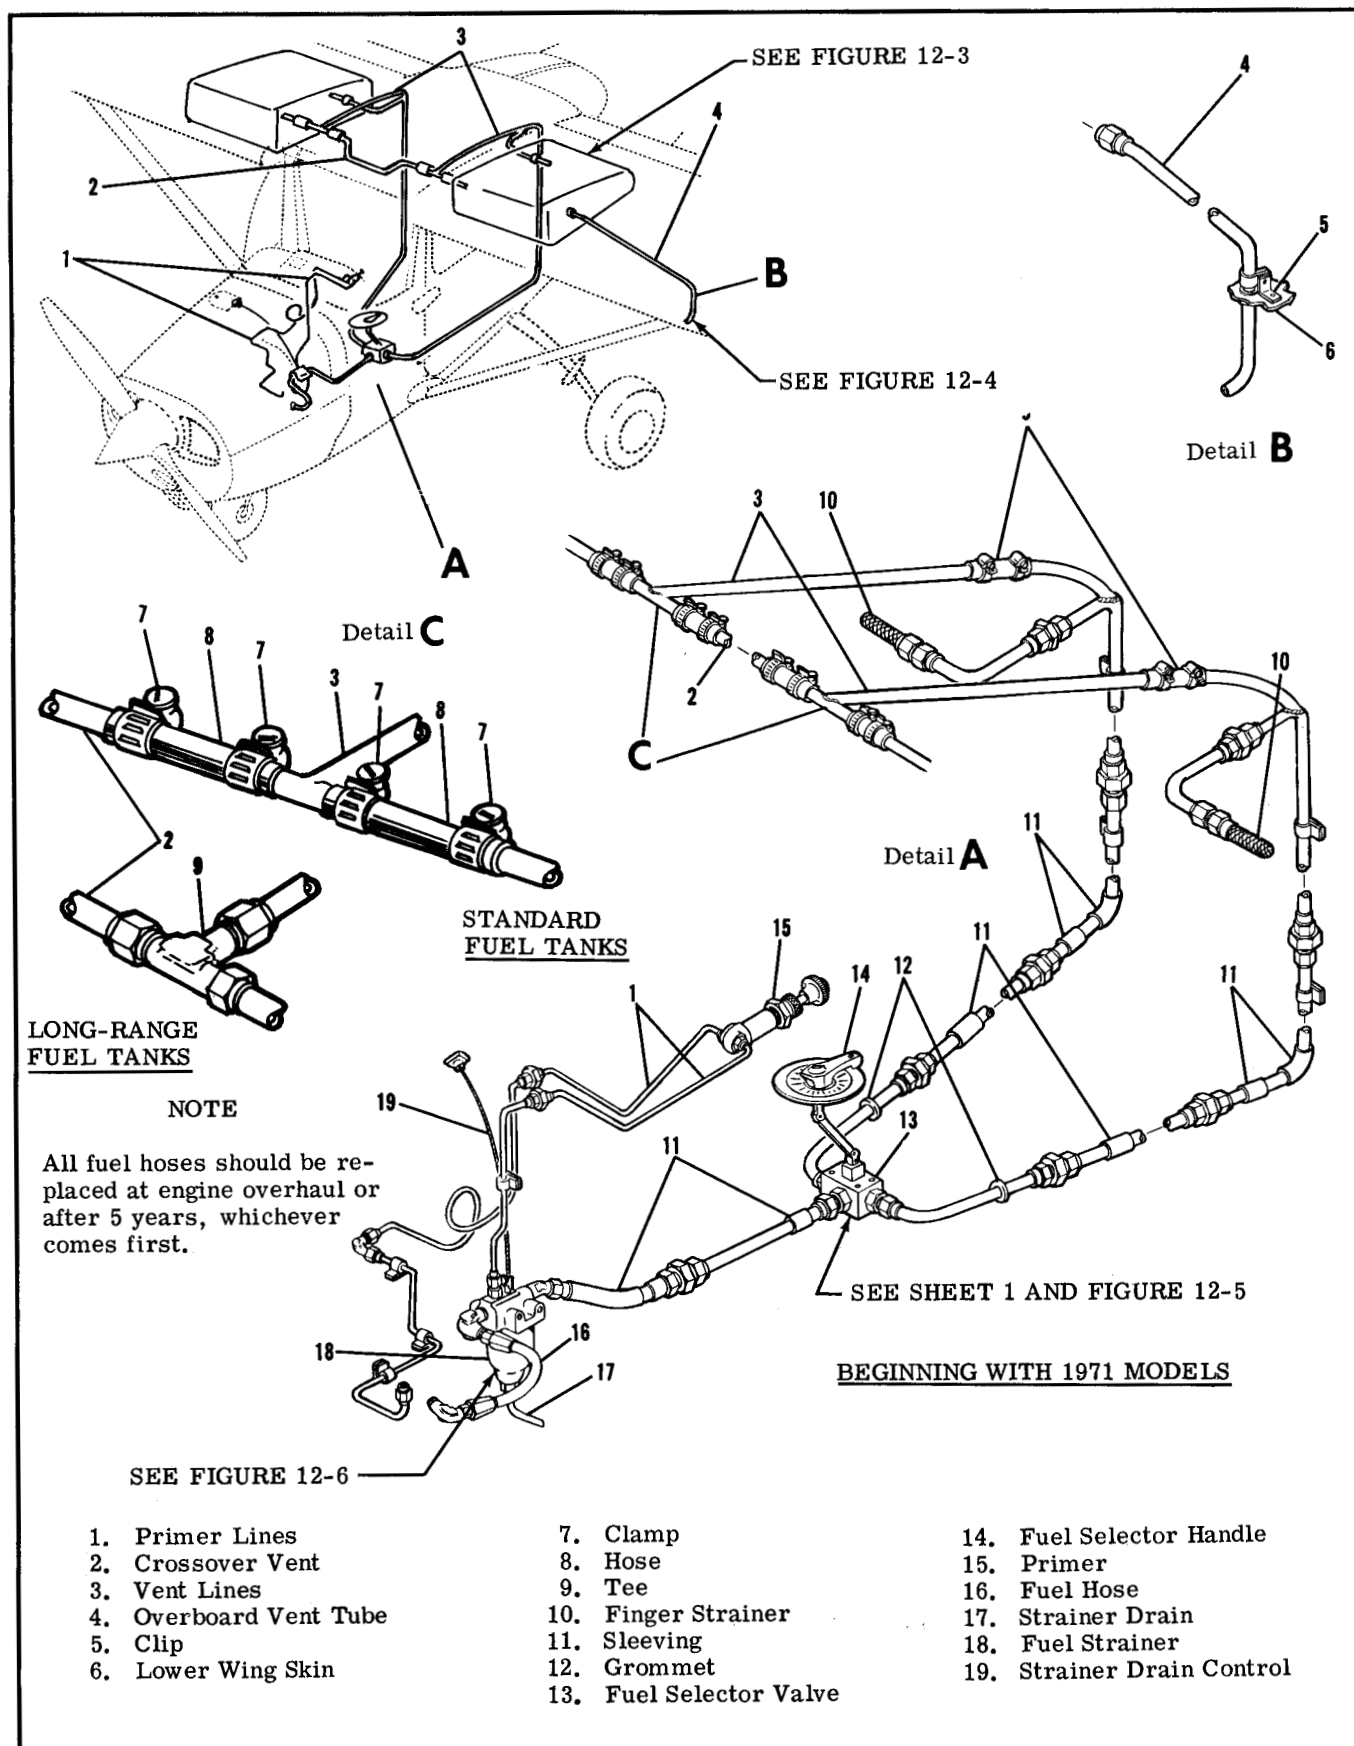 3
SEE FIGURE 12-3
4
2
1
B
SEE FIGURE 12-4
A
4
5
6
Detail B
3
10
2
C
10
11
Detail A
11
12
11
Detail C
7
8
7
3
7
8
7
2
9
STANDARD
FUEL TANKS
LONG-RANGE
FUEL TANKS
15
14
1
19
13
11
NOTE
All fuel hoses should be re-
placed at engine overhaul or
after 5 years, whichever
comes first.
SEE SHEET 1 AND FIGURE 12-5
16
18
17
BEGINNING WITH 1971 MODELS
SEE FIGURE 12-6
1. Primer Lines
2. Crossover Vent
3. Vent Lines
4. Overboard Vent Tube
5. Clip
6. Lower Wing Skin
7. Clamp
8. Hose
9. Tee
10. Finger Strainer
11. Sleeving
12. Grommet
13. Fuel Selector Valve
14. Fuel Selector Handle
15. Primer
16. Fuel Hose
17. Strainer Drain
18. Fuel Strainer
19. Strainer Drain Control